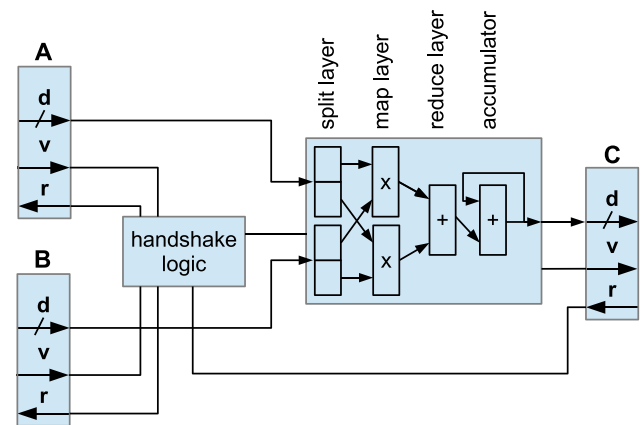 A
d
v
r
B
d
v
r
handshake
logic
split layer
map layer
reduce layer
accumulator
x
x
+
+
C
d
v
r